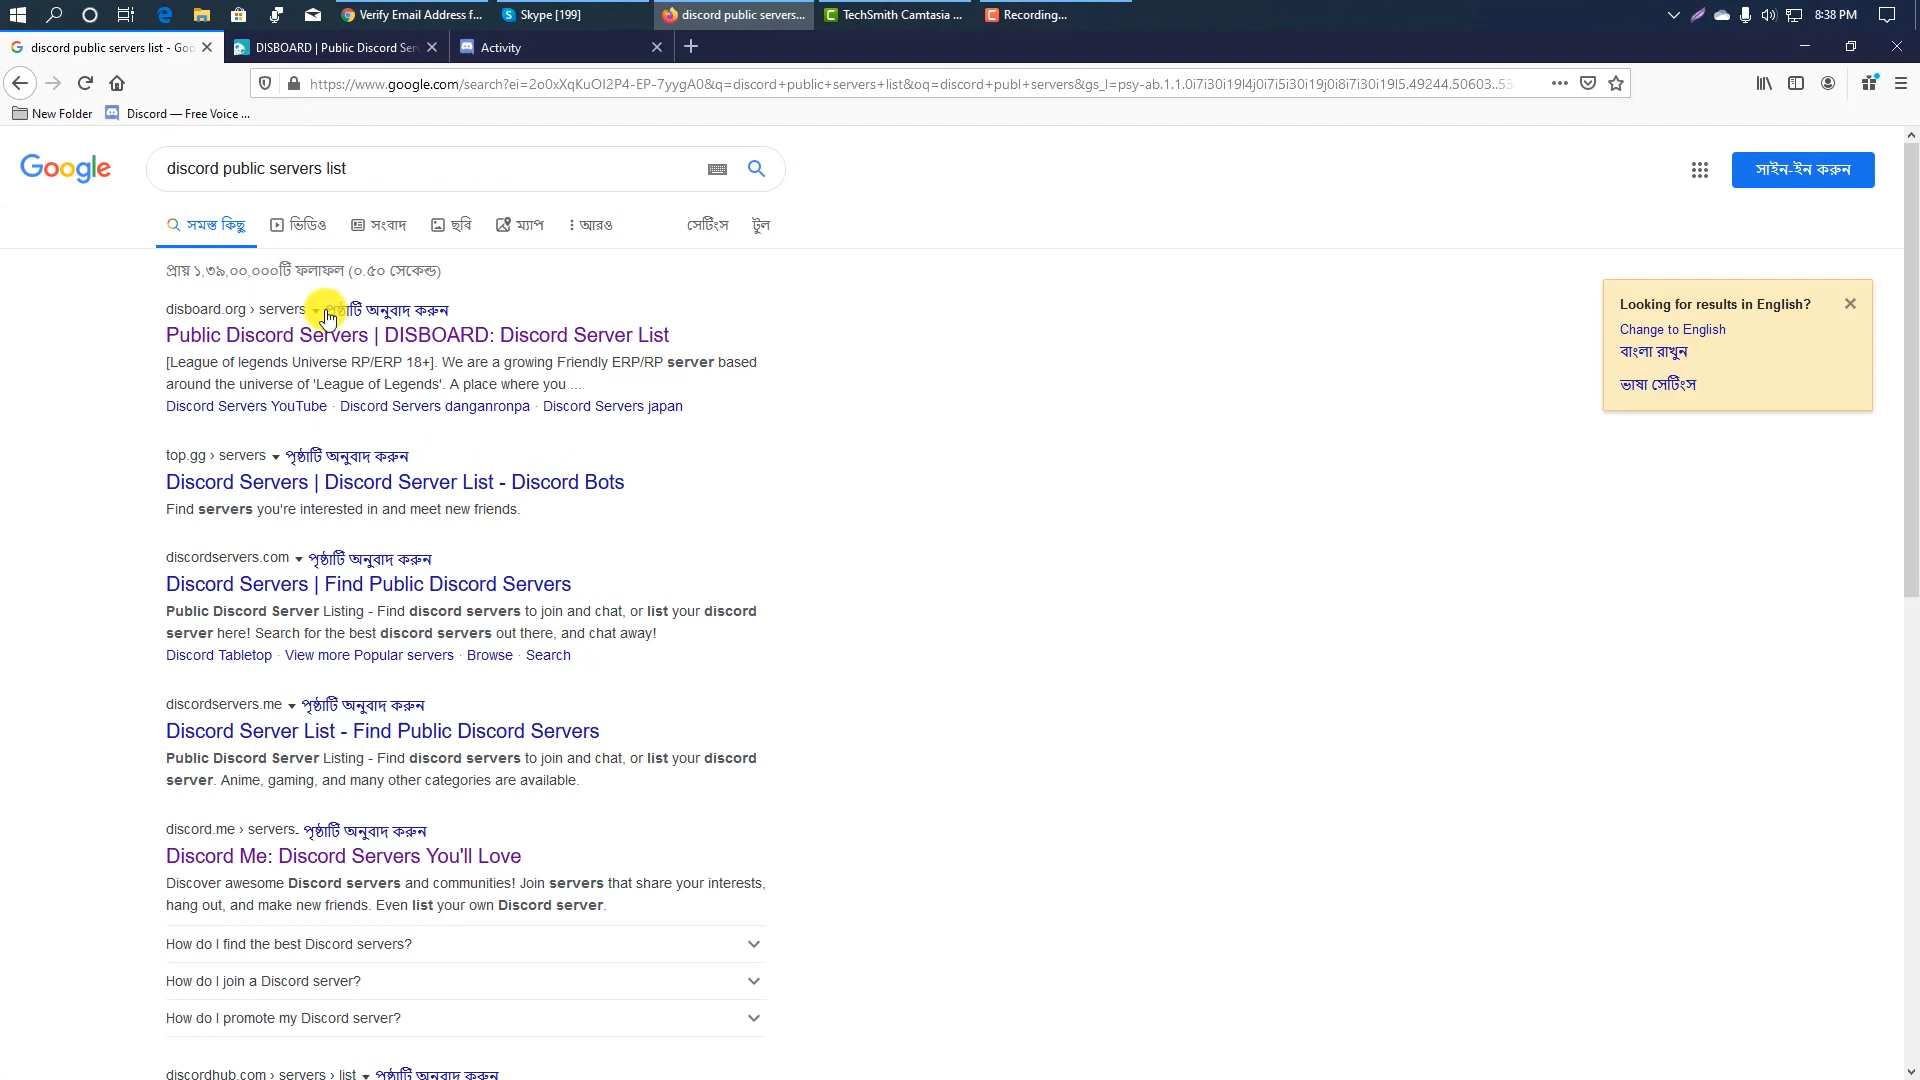 Verify Email Address f...
Skype [199]
discord public servers...
TechSmith Camtasia ...
Recording...
8:38 PM
discord public servers list - Goo
DISBOARD | Public Discord Ser
Activity
https://www.google.com/search?ei=2o0xXqKuOI2P4-EP-7yygA0&q=discord+public+servers+list&oq=discord+publ+servers&gs_l=psy-ab.1.1.0i7i30i19l4j0i7i5i30i19j0i8i7i30i19l5.49244.50603..53
New Folder
Discord — Free Voice ...
Google
discord public servers list
সাইন-ইন করুন
সমস্ত কিছু
ভিডিও
সংবাদ
ছবি
ম্যাপ
আরও
সেটিংস
টুল
প্রায় ১,৩৯,০০,০০০টি ফলাফল (০.৫০ সেকেন্ড)
Looking for results in English?
Change to English
বাংলা রাখুন
ভাষা সেটিংস
disboard.org › servers
অনুবাদ করুন
Public Discord Servers | DISBOARD: Discord Server List
[League of legends Universe RP/ERP 18+]. We are a growing Friendly ERP/RP server based
around the universe of 'League of Legends'. A place where you ...
Discord Servers YouTube · Discord Servers danganronpa · Discord Servers japan
top.gg › servers পৃষ্ঠাটি অনুবাদ করুন
Discord Servers | Discord Server List - Discord Bots
Find servers you're interested in and meet new friends.
discordservers.com পৃষ্ঠাটি অনুবাদ করুন
Discord Servers | Find Public Discord Servers
Public Discord Server Listing - Find discord servers to join and chat, or list your discord
server here! Search for the best discord servers out there, and chat away!
Discord Tabletop · View more Popular servers · Browse · Search
discordservers.me পৃষ্ঠাটি অনুবাদ করুন
Discord Server List - Find Public Discord Servers
Public Discord Server Listing - Find discord servers to join and chat, or list your discord
server. Anime, gaming, and many other categories are available.
discord.me › servers পৃষ্ঠাটি অনুবাদ করুন
Discord Me: Discord Servers You'll Love
Discover awesome Discord servers and communities! Join servers that share your interests,
hang out, and make new friends. Even list your own Discord server.
How do I find the best Discord servers?
How do I join a Discord server?
How do I promote my Discord server?
discordhub.com › servers › list পৃষ্ঠাটি অনুবাদ করুন